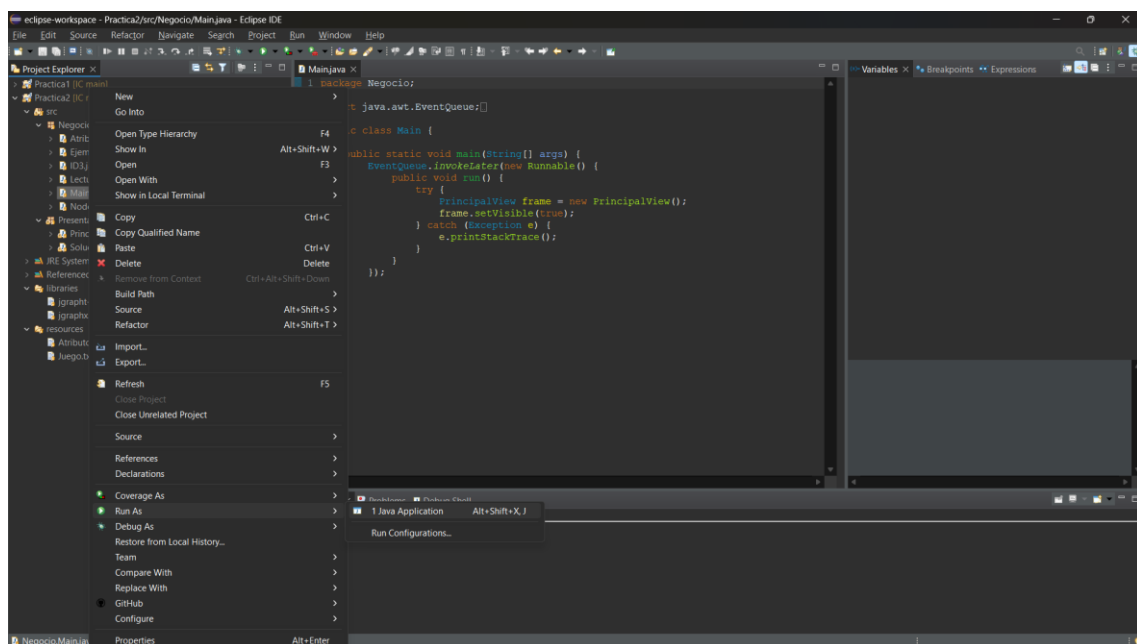 eclipse-workspace - Practica2/src/Negocio/Main.java - Eclipse IDE
File Edit Source Refactor Navigate Search Project Run Window Help
Project Explorer
Practica1 [IC main]
Practica2 [IC
src
Negocio
Atrib
Ejem
ID3.j
Lectu
Main
Node
Presenta
Princ
Soluc
JRE System
Referenced
libraries
jgrapht
jgraphx
resources
Atributo
Juego.t
New
Go Into
Open Type Hierarchy F4
Show In Alt+Shift+W >
Open F3
Open With >
Show in Local Terminal >
Copy Ctrl+C
Copy Qualified Name
Paste Ctrl+V
Delete Delete
Remove from Context Ctrl+Alt+Shift+Down
Build Path >
Source Alt+Shift+S >
Refactor Alt+Shift+T >
Import...
Export...
Refresh F5
Close Project
Close Unrelated Project
Source >
References >
Declarations >
Coverage As >
Run As >
Debug As >
Restore from Local History...
Team >
Compare With >
Replace With >
GitHub >
Configure >
Properties Alt+Enter
1 Java Application Alt+Shift+X, J
Run Configurations...
Main.java
1 package Negocio;
t java.awt.EventQueue;
c class Main {
ublic static void main(String[] args) {
EventQueue.invokeLater(new Runnable() {
public void run() {
try {
PrincipalView frame = new PrincipalView();
frame.setVisible(true);
} catch (Exception e) {
e.printStackTrace();
}
}
});
Problems Debug Shell
Variables Breakpoints Expressions
Negocio.Main.jav